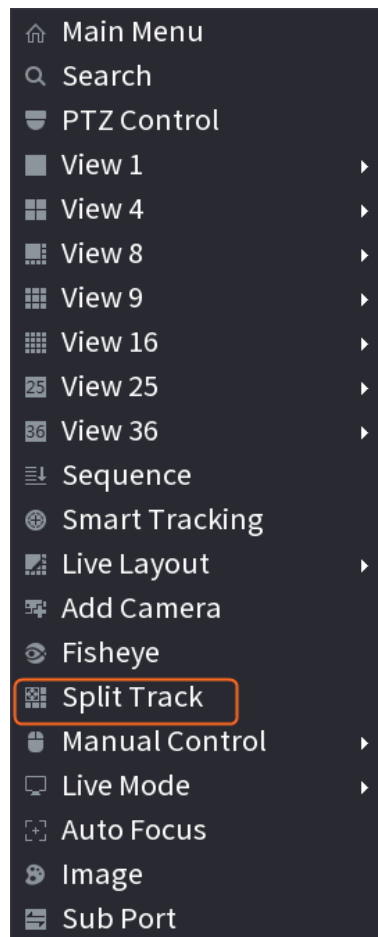 Main Menu
Search
PTZ Control
View 1
View 4
View 8
View 9
View 16
25 View 25
36 View 36
Sequence
Smart Tracking
Live Layout
Add Camera
Fisheye
Split Track
Manual Control
Live Mode
Auto Focus
Image
Sub Port